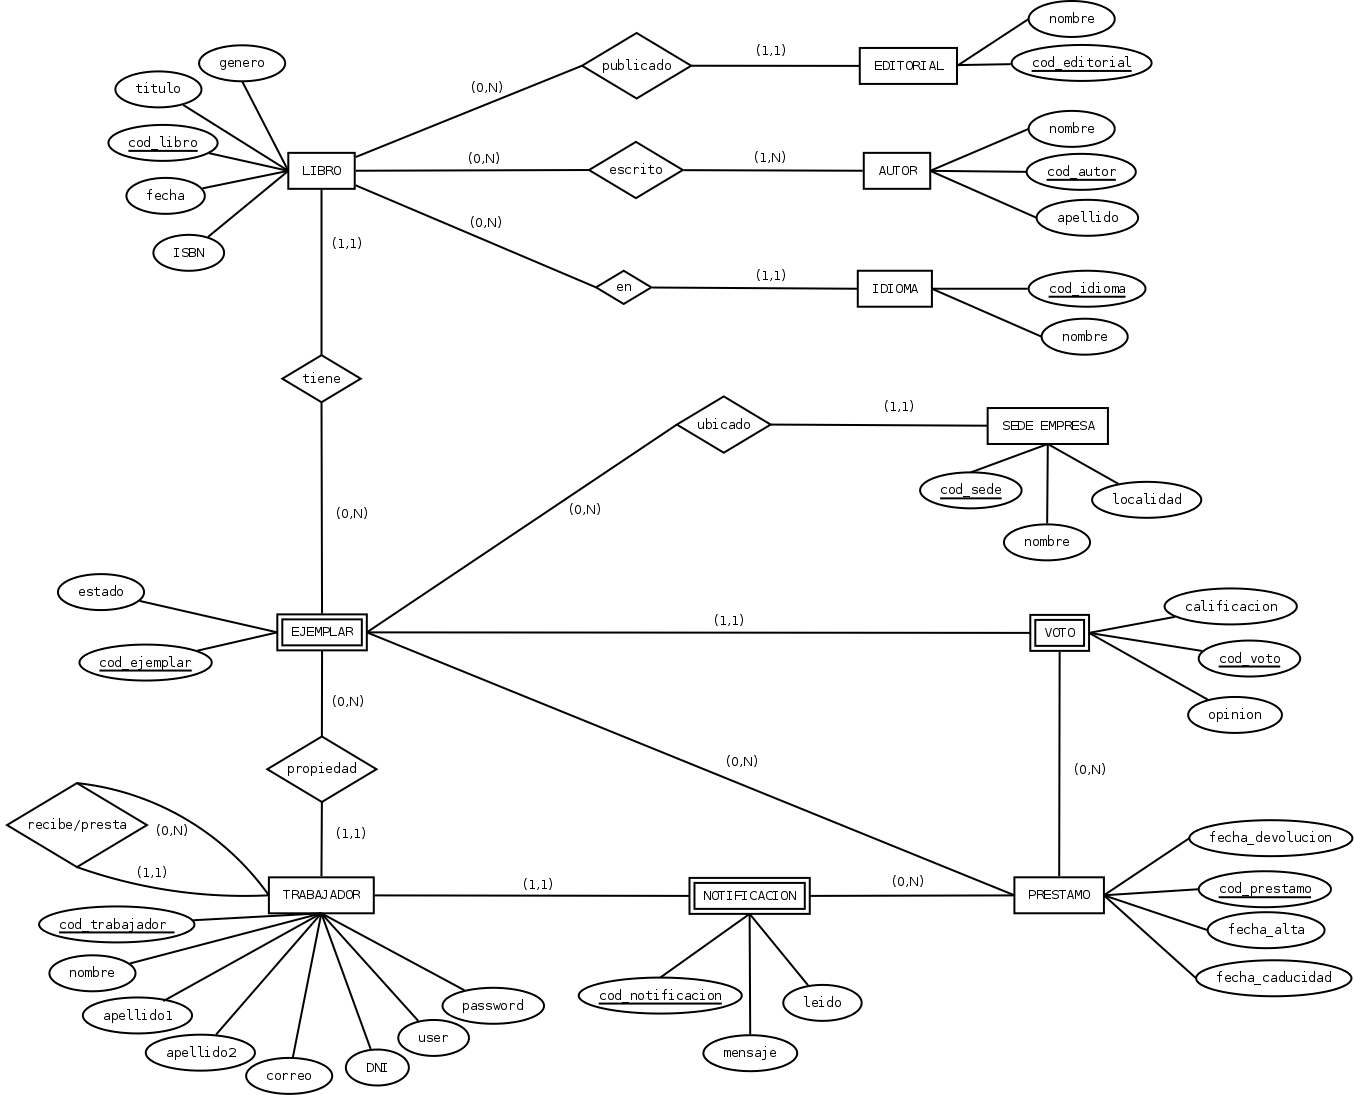 nombre
(1,1)
genero
publicado
EDITORIAL
cod_editorial
titulo
(0,N)
nombre
cod_libro
(0,N)
(1,N)
LIBRO
escrito
AUTOR
cod_autor
fecha
apellido
(0,N)
ISBN
(1,1)
(1,1)
en
IDIOMA
cod_idioma
nombre
tiene
(1,1)
ubicado
SEDE EMPRESA
cod_sede
localidad
(0,N)
(0,N)
nombre
estado
calificacion
(1,1)
EJEMPLAR
VOTO
cod_ejemplar
cod_voto
(0,N)
opinion
(0,N)
propiedad
(0,N)
recibe/presta
(0,N)
(1,1)
fecha_devolucion
(1,1)
(1,1)
(0,N)
TRABAJADOR
NOTIFICACION
PRESTAMO
cod_prestamo
cod_trabajador
fecha_alta
nombre
fecha_caducidad
cod_notificacion
leido
password
apellido1
user
apellido2
mensaje
correo
DNI